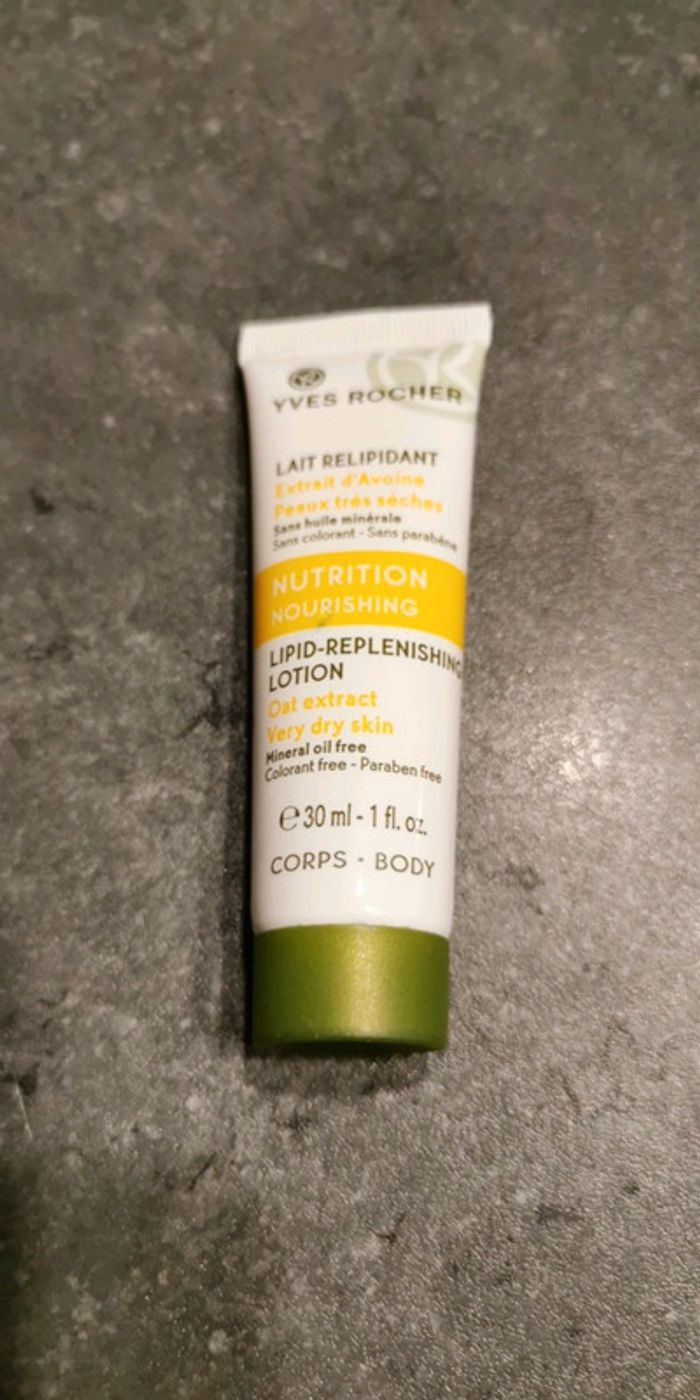 YVES ROCHER
LAIT RELIPIDANT
Extrait d'Avoine
Peaux très sèches
Sans huile minérale
Sans colorant - Sans parabène
NUTRITION
NOURISHING
LIPID-REPLENISHING
LOTION
Oat extract
Very dry skin
Mineral oil free
Colorant free - Paraben free
℮ 30 ml - 1 fl. oz.
CORPS - BODY